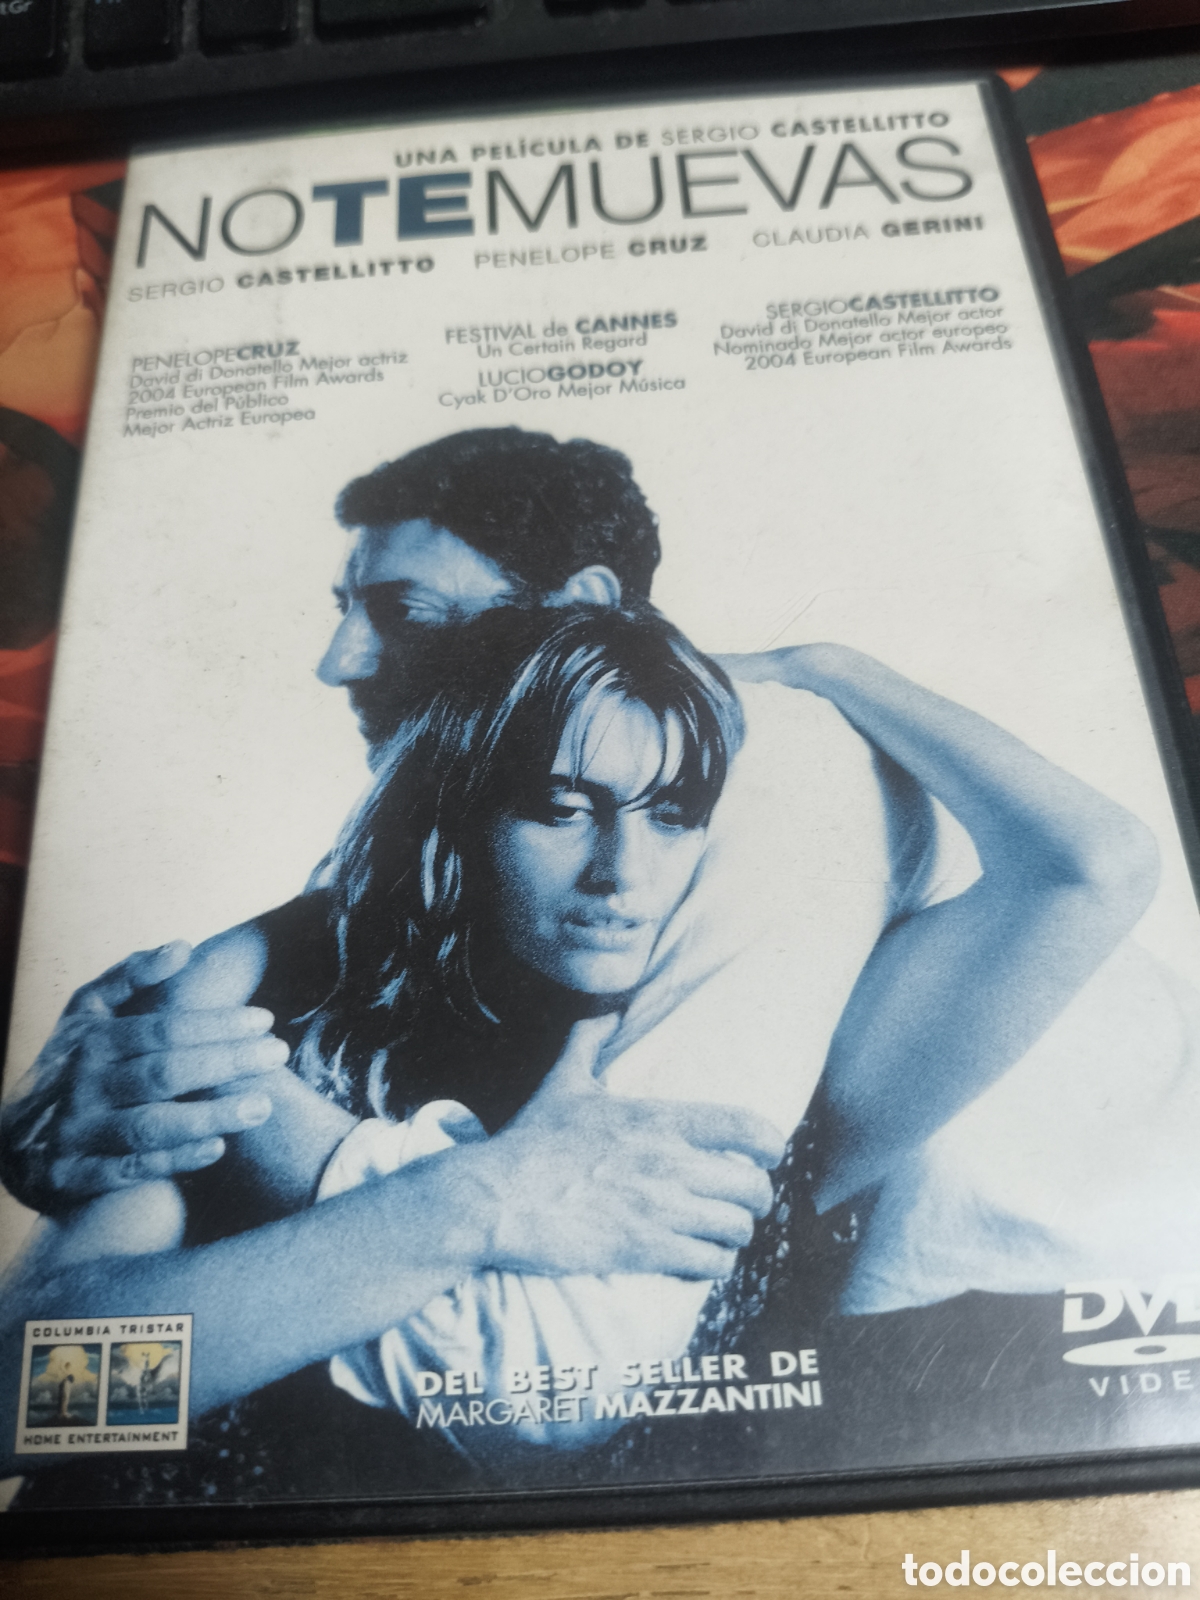 tGr
UNA PELÍCULA DE SERGIO CASTELLITTO
NOTEMUEVAS
SERGIO CASTELLITTO PENELOPE CRUZ CLAUDIA GERINI
PENELOPECRUZ
David di Donatello Mejor actriz
2004 European Film Awards
Premio del Público
Mejor Actriz Europea
FESTIVAL de CANNES
Un Certain Regard
LUCIOGODOY
Cyak D'Oro Mejor Música
SERGIOCASTELLITTO
David di Donatello Mejor actor
Nominado Mejor actor europeo
2004 European Film Awards
COLUMBIA TRISTAR
HOME ENTERTAINMENT
DEL BEST SELLER DE
MARGARET MAZZANTINI
DVD
VIDE
todocoleccion